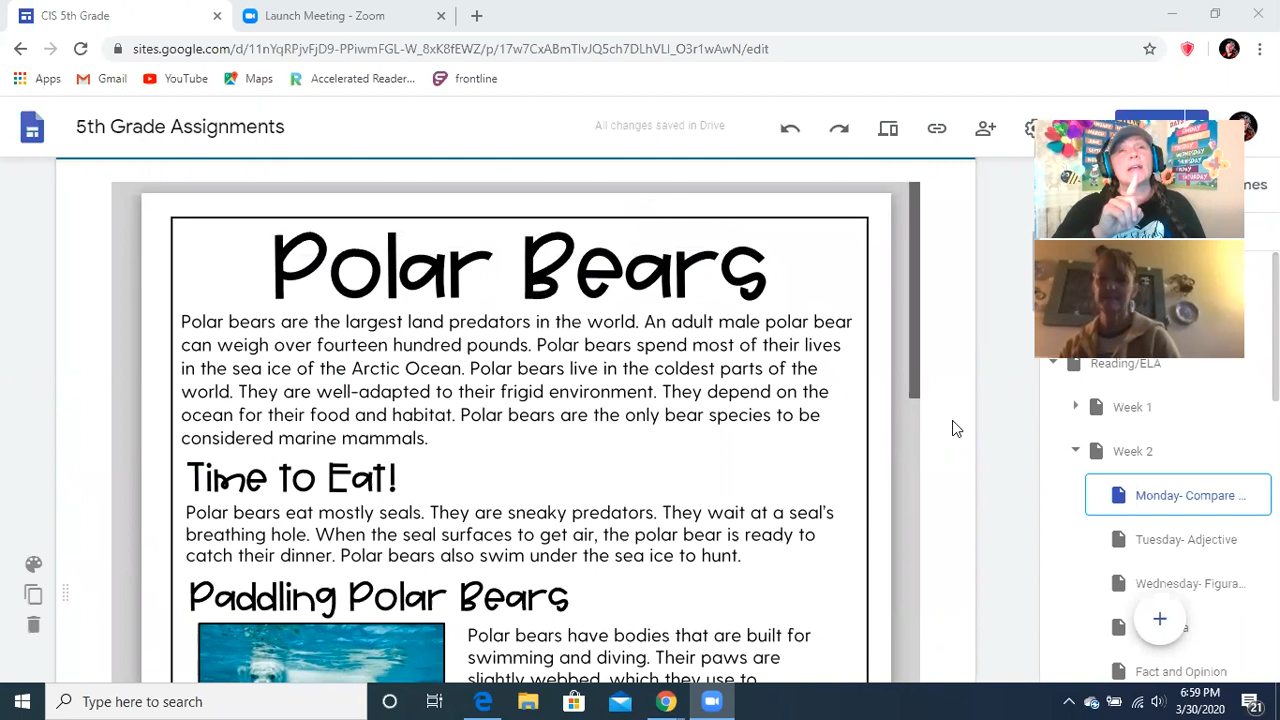 CIS 5th Grade
Launch Meeting - Zoom
sites.google.com/d/11nYqRPjvFjD9-PPiwmFGL-W_8xK8fEWZ/p/17w7CxABmTlvJQ5ch7DLhVLl_O3r1wAwN/edit
Apps
Gmail
YouTube
Maps
Accelerated Reader...
frontline
5th Grade Assignments
All changes saved in Drive
Polar Bears
Polar bears are the largest land predators in the world. An adult male polar bear
can weigh over fourteen hundred pounds. Polar bears spend most of their lives
in the sea ice of the Arctic Ocean. Polar bears live in the coldest parts of the
world. They are well-adapted to their frigid environment. They depend on the
ocean for their food and habitat. Polar bears are the only bear species to be
considered marine mammals.
Time to Eat!
Polar bears eat mostly seals. They are sneaky predators. They wait at a seal's
breathing hole. When the seal surfaces to get air, the polar bear is ready to
catch their dinner. Polar bears also swim under the sea ice to hunt.
Paddling Polar Bears
Polar bears have bodies that are built for
swimming and diving. Their paws are
slightly webbed, which they use to
Reading/ELA
Week 1
Week 2
Monday- Compare ...
Tuesday- Adjective
Wednesday- Figura...
Fact and Opinion
Type here to search
6:59 PM
3/30/2020
21